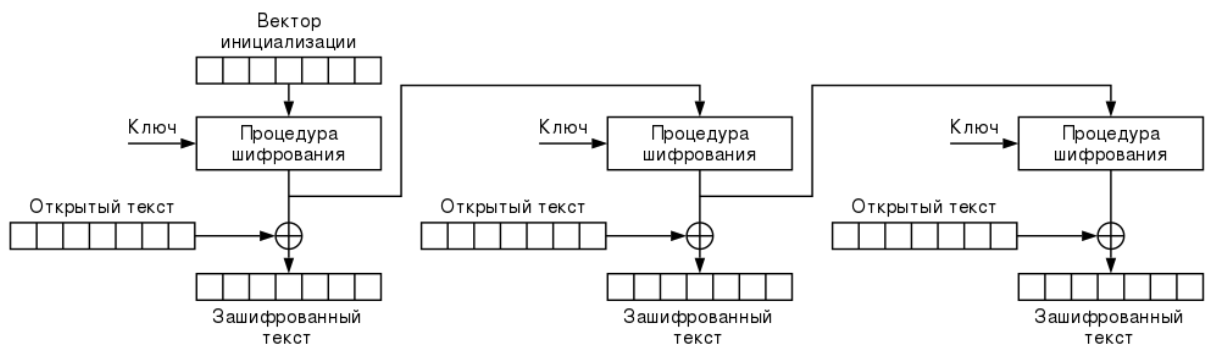 Вектор
инициализации
Ключ
Процедура
шифрования
Ключ
Процедура
шифрования
Ключ
Процедура
шифрования
Открытый текст
Открытый текст
Открытый текст
Зашифрованный
текст
Зашифрованный
текст
Зашифрованный
текст